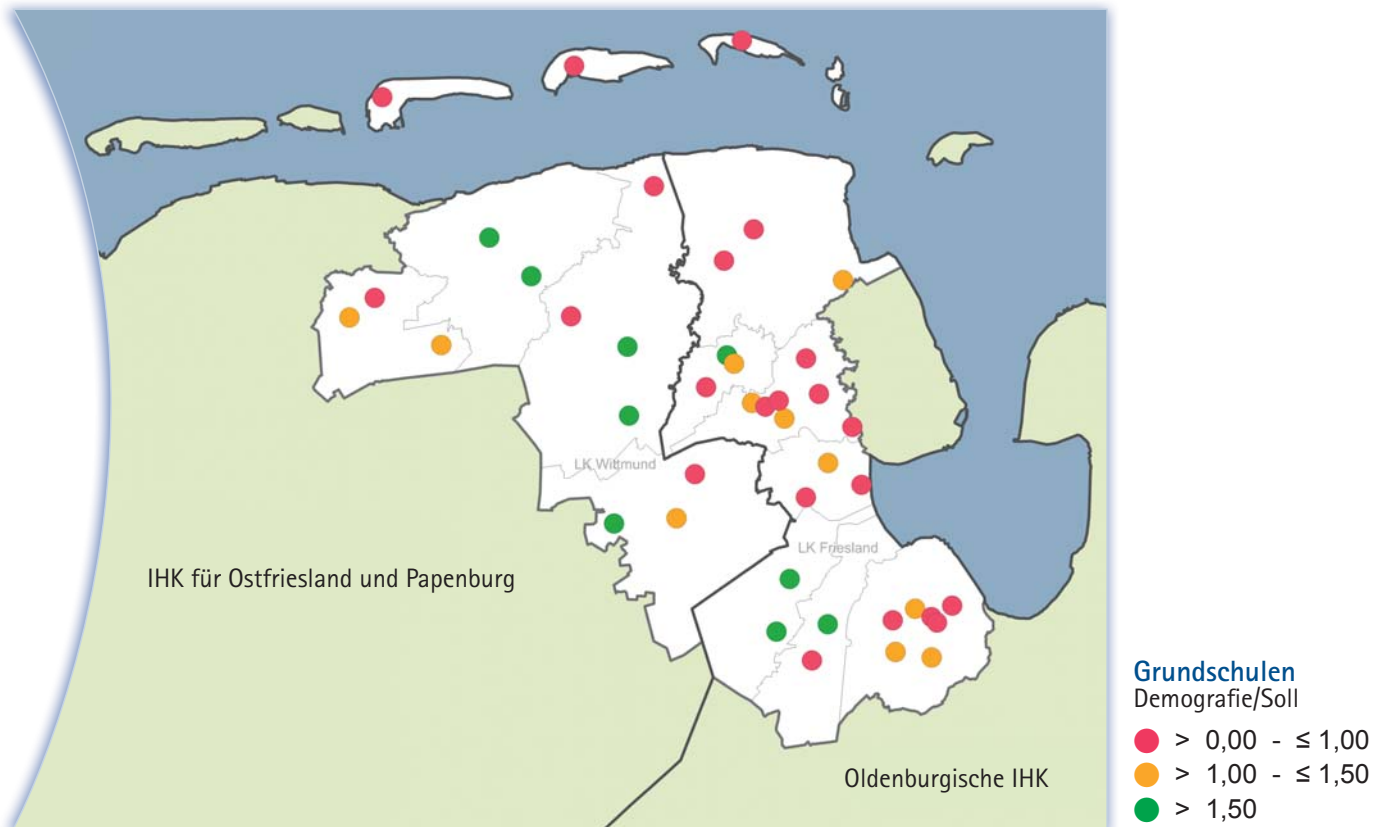 LK Wittmund
LK Friesland
IHK für Ostfriesland und Papenburg
Oldenburgische IHK
Grundschulen
Demografie/Soll
> 0,00 - ≤ 1,00
> 1,00 - ≤ 1,50
> 1,50